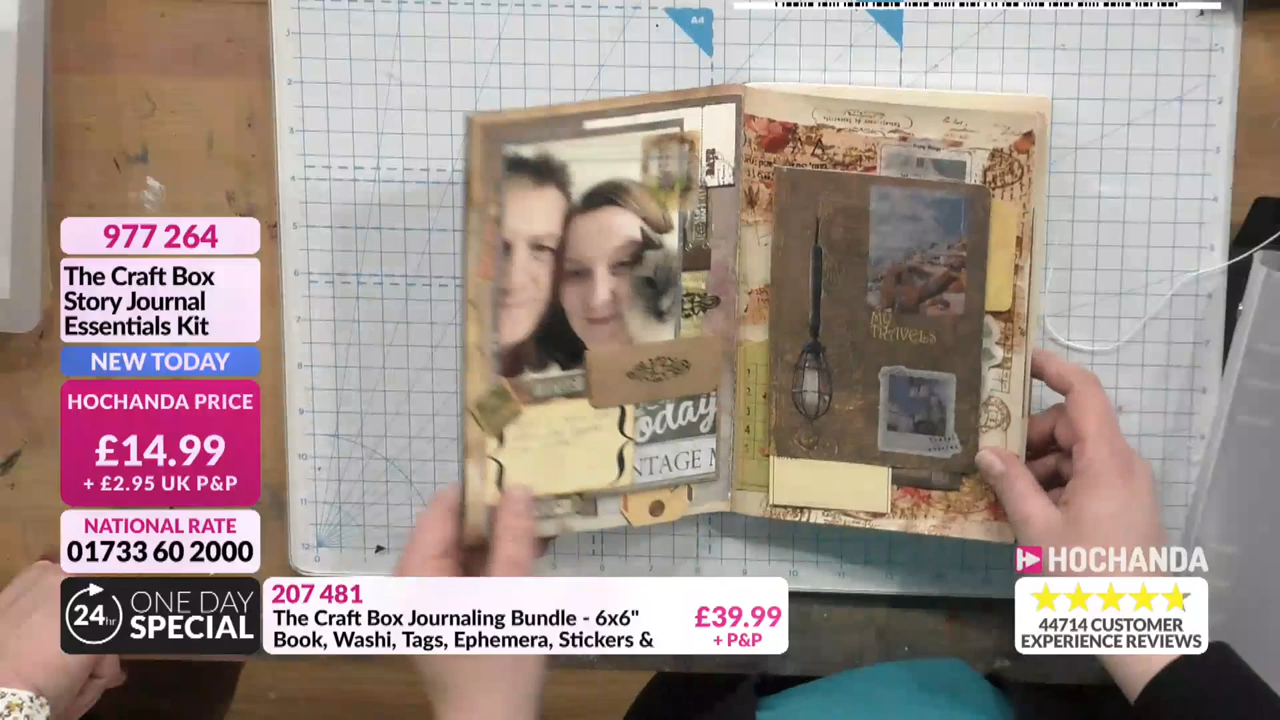 A4
977 264
The Craft Box
Story Journal
Essentials Kit
NEW TODAY
HOCHANDA PRICE
£14.99
+ £2.95 UK P&P
NATIONAL RATE
01733 60 2000
24hr
ONE DAY
SPECIAL
207 481
The Craft Box Journaling Bundle - 6x6"
Book, Washi, Tags, Ephemera, Stickers &
£39.99
+ P&P
HOCHANDA
44714 CUSTOMER
EXPERIENCE REVIEWS
MY
TRAVELS
oday
NTAGE M